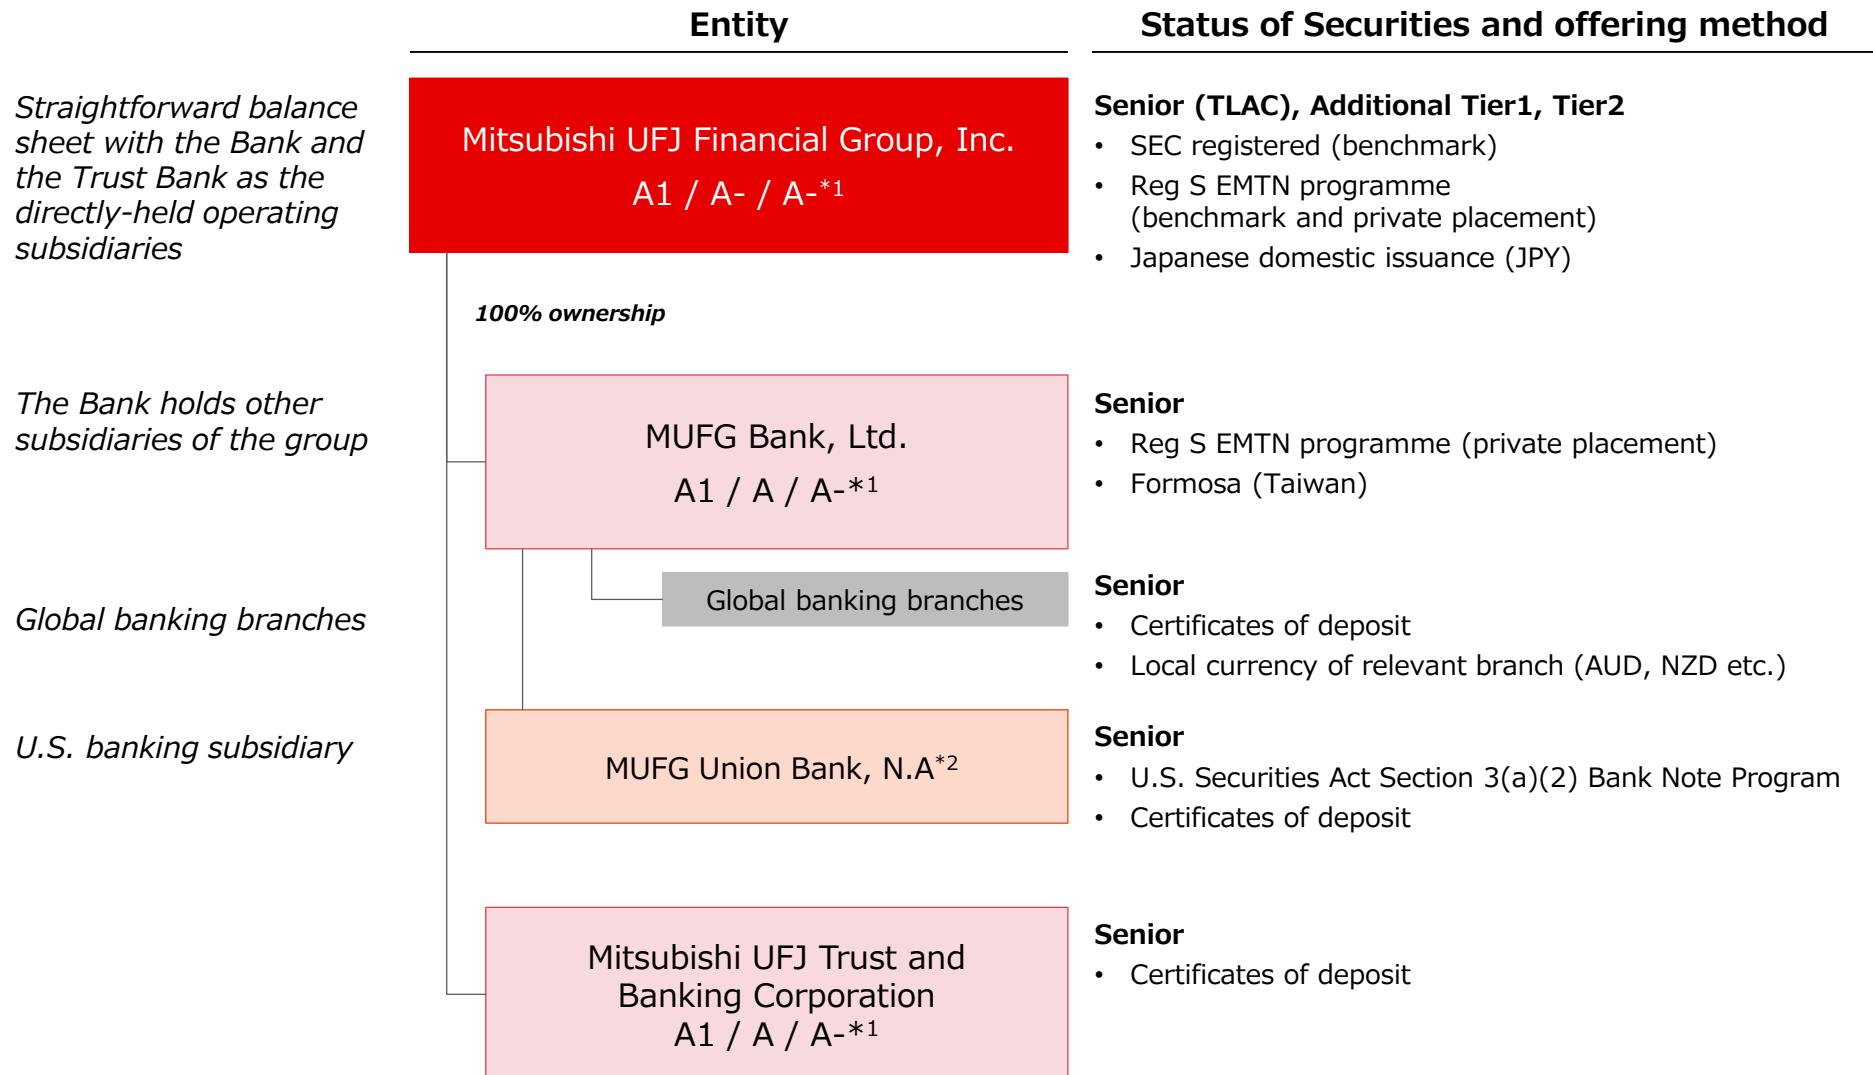 Entity
Status of Securities and offering method
Straightforward balance
sheet with the Bank and
the Trust Bank as the
directly-held operating
subsidiaries
Mitsubishi UFJ Financial Group, Inc.
A1 / A- / A-*1
Senior (TLAC), Additional Tier1, Tier2
• SEC registered (benchmark)
• Reg S EMTN programme
(benchmark and private placement)
• Japanese domestic issuance (JPY)
100% ownership
The Bank holds other
subsidiaries of the group
MUFG Bank, Ltd.
A1 / A / A-*1
Senior
• Reg S EMTN programme (private placement)
• Formosa (Taiwan)
Global banking branches
Global banking branches
Senior
• Certificates of deposit
• Local currency of relevant branch (AUD, NZD etc.)
U.S. banking subsidiary
MUFG Union Bank, N.A*2
Senior
• U.S. Securities Act Section 3(a)(2) Bank Note Program
• Certificates of deposit
Mitsubishi UFJ Trust and
Banking Corporation
A1 / A / A-*1
Senior
• Certificates of deposit